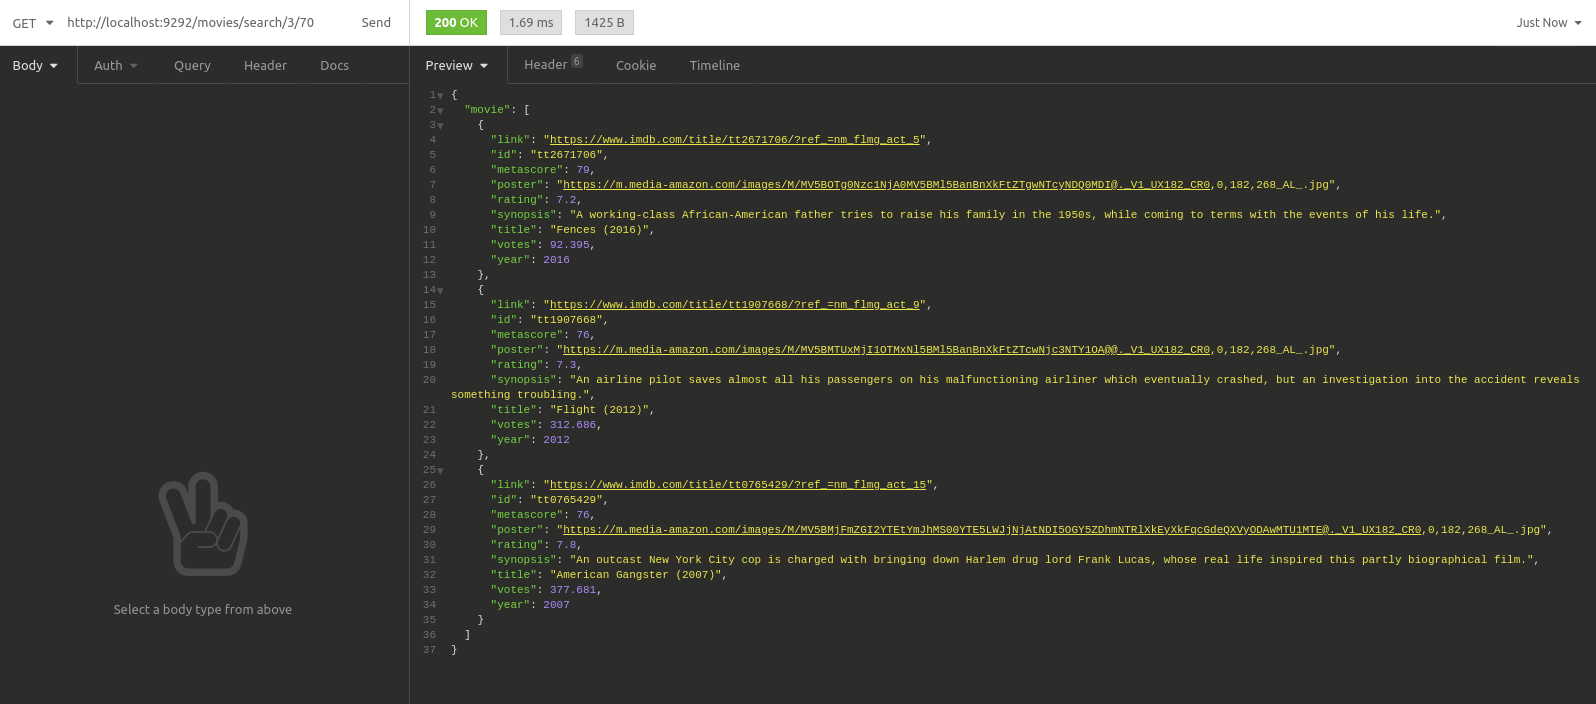 GET http://localhost:9292/movies/search/3/70 Send 200 OK 1.69 ms 1425 B Just Now
Body Auth Query Header Docs Preview Header 6 Cookie Timeline
1 {
2 "movie": [
3 {
4 "link": "https://www.imdb.com/title/tt2671706/?ref_=nm_flmg_act_5",
5 "id": "tt2671706",
6 "metascore": 79,
7 "poster": "https://m.media-amazon.com/images/M/MV5BOTg0Nzc1NjA0MV5BMl5BanBnXkFtZTgwNTcyNDQ0MDI@._V1_UX182_CR0,0,182,268_AL_.jpg",
8 "rating": 7.2,
9 "synopsis": "A working-class African-American father tries to raise his family in the 1950s, while coming to terms with the events of his life.",
10 "title": "Fences (2016)",
11 "votes": 92.395,
12 "year": 2016
13 },
14 {
15 "link": "https://www.imdb.com/title/tt1907668/?ref_=nm_flmg_act_9",
16 "id": "tt1907668",
17 "metascore": 76,
18 "poster": "https://m.media-amazon.com/images/M/MV5BMTUxMjI1OTMxNl5BMl5BanBnXkFtZTcwNjc3NTY1OA@@._V1_UX182_CR0,0,182,268_AL_.jpg",
19 "rating": 7.3,
20 "synopsis": "An airline pilot saves almost all his passengers on his malfunctioning airliner which eventually crashed, but an investigation into the accident reveals
something troubling.",
21 "title": "Flight (2012)",
22 "votes": 312.686,
23 "year": 2012
24 },
25 {
26 "link": "https://www.imdb.com/title/tt0765429/?ref_=nm_flmg_act_15",
27 "id": "tt0765429",
28 "metascore": 76,
29 "poster": "https://m.media-amazon.com/images/M/MV5BMjFmZGI2YTEtYmJhMS00YTE5LWJjNjAtNDI5OGY5ZDhmNTRlXkEyXkFqcGdeQXVyODAwMTU1MTE@._V1_UX182_CR0,0,182,268_AL_.jpg",
30 "rating": 7.8,
31 "synopsis": "An outcast New York City cop is charged with bringing down Harlem drug lord Frank Lucas, whose real life inspired this partly biographical film.",
32 "title": "American Gangster (2007)",
33 "votes": 377.681,
34 "year": 2007
35 }
36 ]
37 }
Select a body type from above